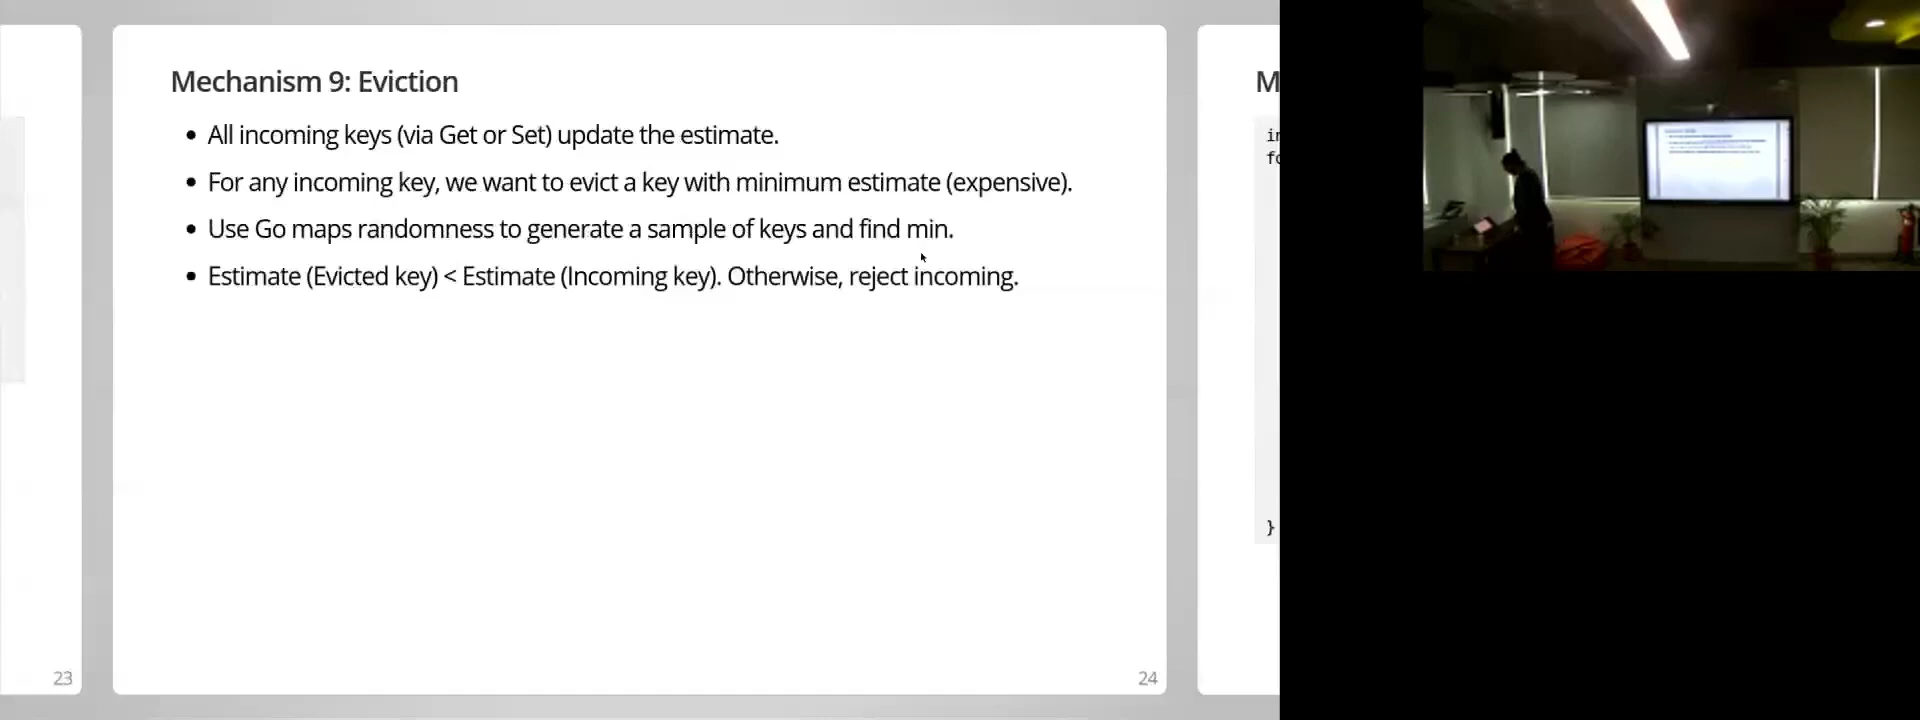 Mechanism 9: Eviction
• All incoming keys (via Get or Set) update the estimate.
• For any incoming key, we want to evict a key with minimum estimate (expensive).
• Use Go maps randomness to generate a sample of keys and find min.
• Estimate (Evicted key) < Estimate (Incoming key). Otherwise, reject incoming.
23
24
M
in
fo
}